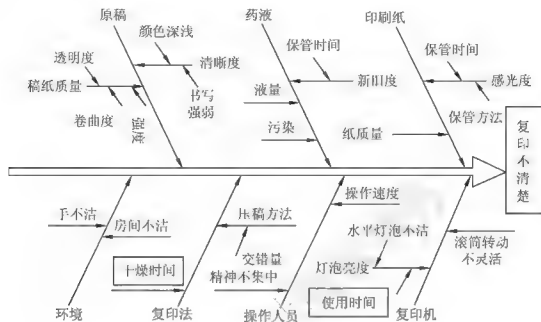 原稿
药液
印刷纸
颜色深浅
保管时间
保管时间
透明度
清晰度
新旧度
感光度
稿纸质量
液量
书写
强弱
保管方法
卷曲度
强度
污染
纸质量
复印不清楚
操作速度
手不沾
房间不沾
压稿方法
水平灯泡不沾
滚筒转动
不灵活
交错量
干燥时间
精神不集中
灯泡亮度
使用时间
环境
复印法
操作人员
复印机